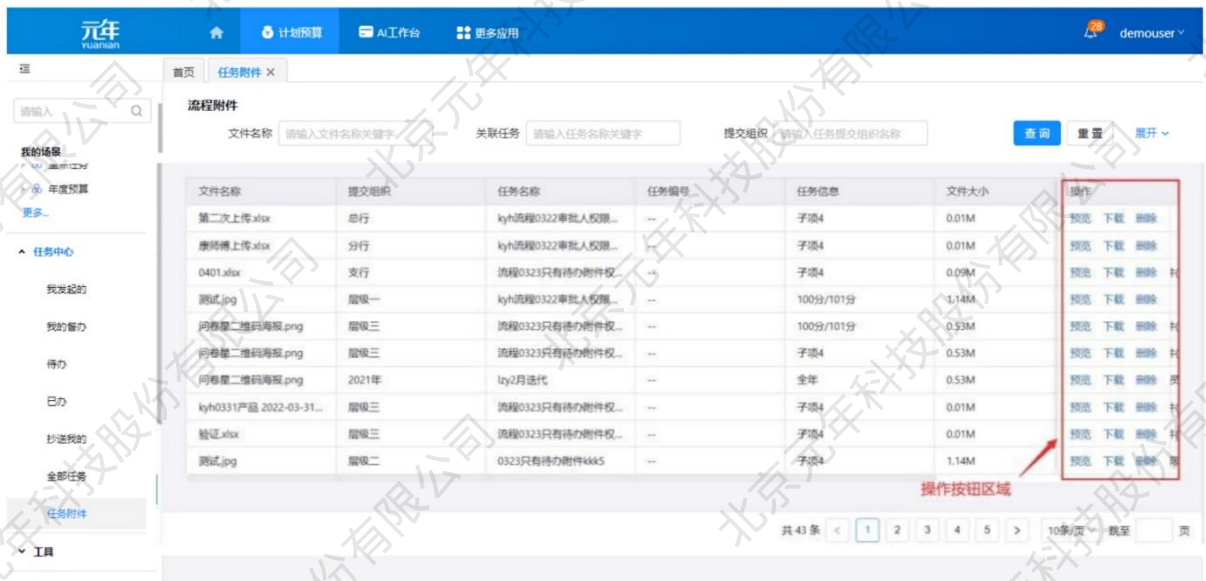 元年
yuanian
计划预算
AI工作台
更多应用
28
demouser
首页
任务附件 ×
请输入
流程附件
文件名称 请输入文件名称关键字
关联任务 请输入任务名称关键字
提交组织 请输入任务提交组织名称
查询
重置
展开
我的场景
年度预算
更多...
任务中心
我发起的
我的督办
待办
已办
抄送我的
全部任务
任务附件
工具
文件名称 提交组织 任务名称 任务编号 任务信息 文件大小 操作
第二次上传.xlsx 总行 kyh流程0322审批人权限... -- 子项4 0.01M 预览 下载 删除
康师傅上传.xlsx 分行 kyh流程0322审批人权限... -- 子项4 0.01M 预览 下载 删除
0401.xlsx 支行 流程0323只有待办附件权... -- 子项4 0.09M 预览 下载 删除
测试.jpg 层级一 kyh流程0322审批人权限... -- 100分/101分 1.14M 预览 下载 删除
问卷星二维码海报.png 层级三 流程0323只有待办附件权... -- 100分/101分 0.53M 预览 下载 删除
问卷星二维码海报.png 层级三 流程0323只有待办附件权... -- 子项4 0.53M 预览 下载 删除
问卷星二维码海报.png 2021年 lzy2月迭代 -- 全年 0.53M 预览 下载 删除
kyh0331产品 2022-03-31... 层级三 流程0323只有待办附件权... -- 子项4 0.01M 预览 下载 删除
验证.xlsx 层级三 流程0323只有待办附件权... -- 子项4 0.01M 预览 下载 删除
测试.jpg 层级二 0323只有待办附件kkk5 -- 子项4 1.14M 预览 下载 删除
操作按钮区域
共 43 条 < 1 2 3 4 5 > 10条/页 跳至 页
北京元年科技股份有限公司